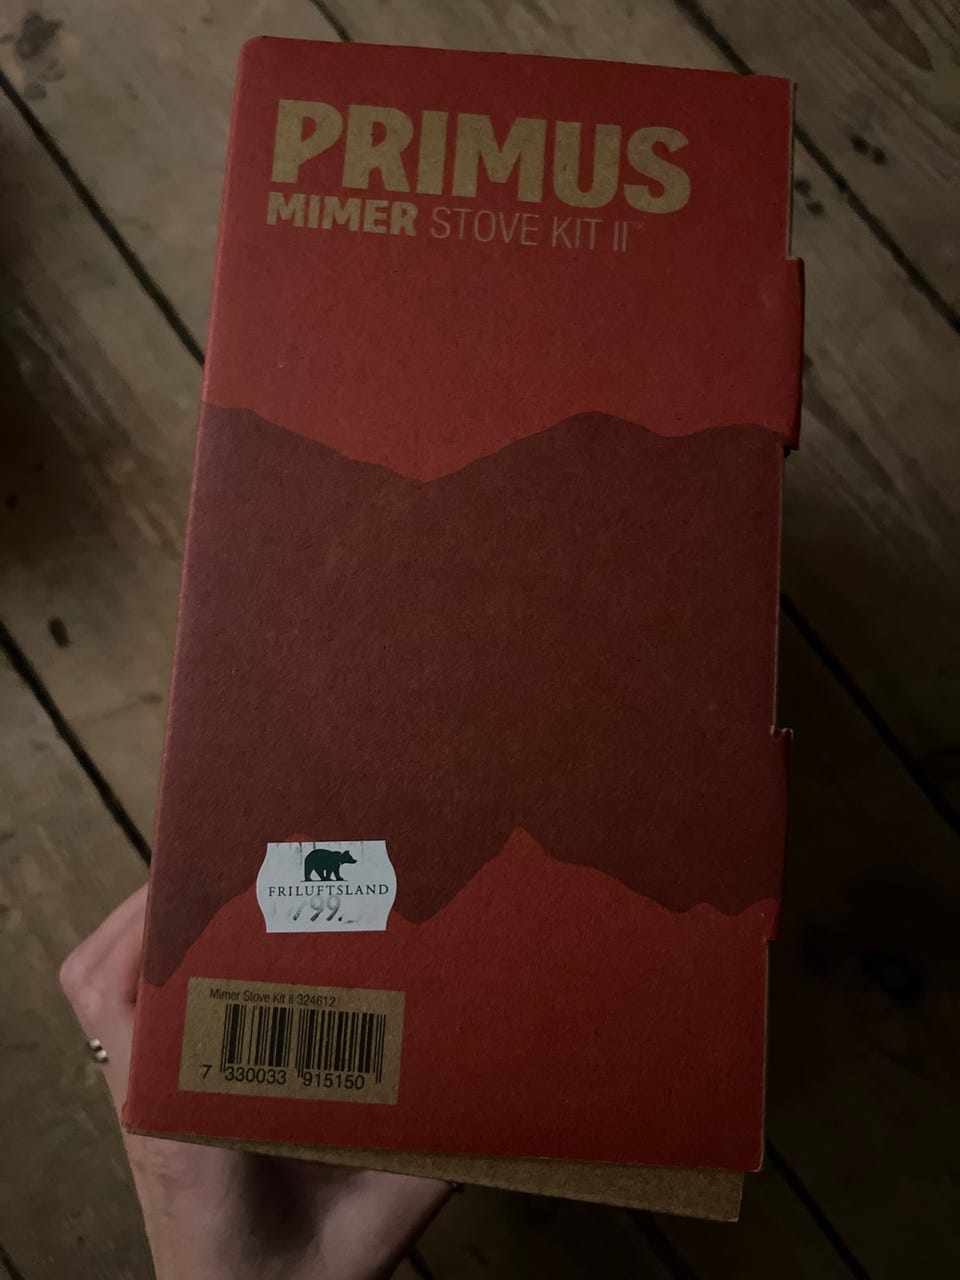 PRIMUS
MIMER STOVE KIT II™
FRILUFTSLAND
799.
Mimer Stove Kit II 324612
7 330033 915150